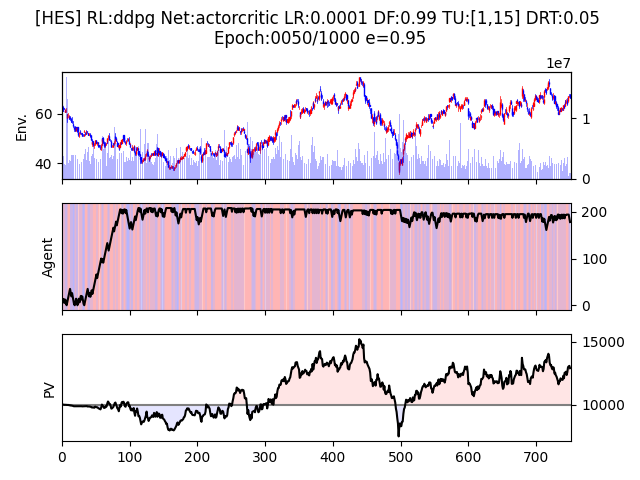 [HES] RL:ddpg Net:actorcritic LR:0.0001 DF:0.99 TU:[1,15] DRT:0.05
Epoch:0050/1000 e=0.95
1e7
60
40
Env.
1
0
Agent
200
100
0
PV
15000
10000
0 100 200 300 400 500 600 700